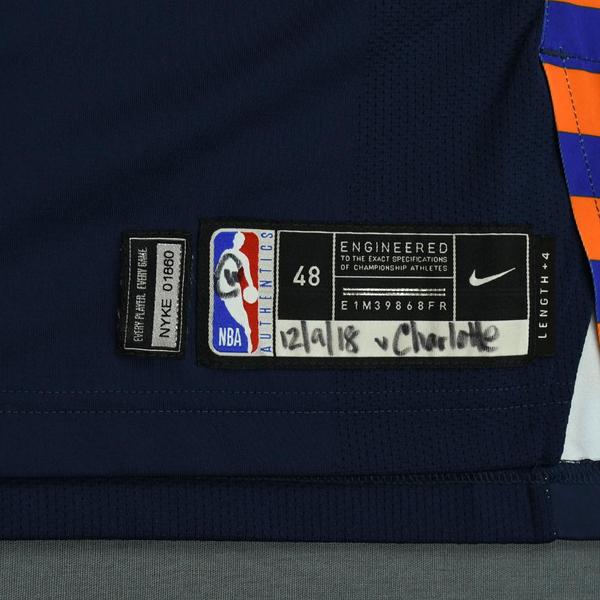 EVERY PLAYER. EVERY GAME.
NYKE 01860
NBA
AUTHENTICS
48
ENGINEERED
TO THE EXACT SPECIFICATIONS
OF CHAMPIONSHIP ATHLETES
E1M39868FR
LENGTH +4
12/9/18 v Charlotte